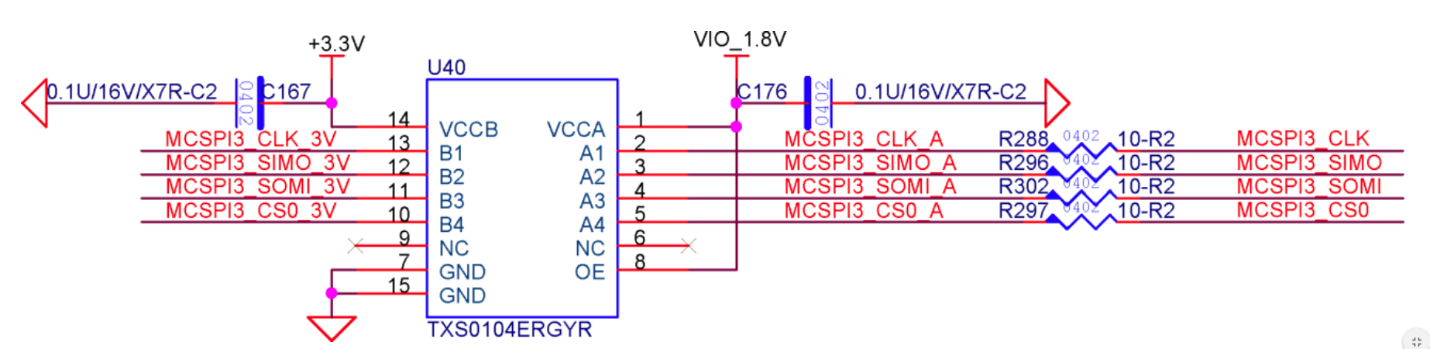 +3.3V
VIO_1.8V
U40
0.1U/16V/X7R-C2 0402 C167
C176 0402 0.1U/16V/X7R-C2
14 VCCB VCCA 1
MCSPI3_CLK_3V 13 B1 A1 2 MCSPI3_CLK_A R288 0402 10-R2 MCSPI3_CLK
MCSPI3_SIMO_3V 12 B2 A2 3 MCSPI3_SIMO_A R296 0402 10-R2 MCSPI3_SIMO
MCSPI3_SOMI_3V 11 B3 A3 4 MCSPI3_SOMI_A R302 0402 10-R2 MCSPI3_SOMI
MCSPI3_CS0_3V 10 B4 A4 5 MCSPI3_CS0_A R297 0402 10-R2 MCSPI3_CS0
9 NC NC 6
7 GND OE 8
15 GND
TXS0104ERGYR